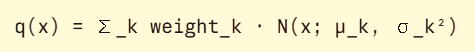 q(x) = Σ_k weight_k · N(x; μ_k, σ_k²)